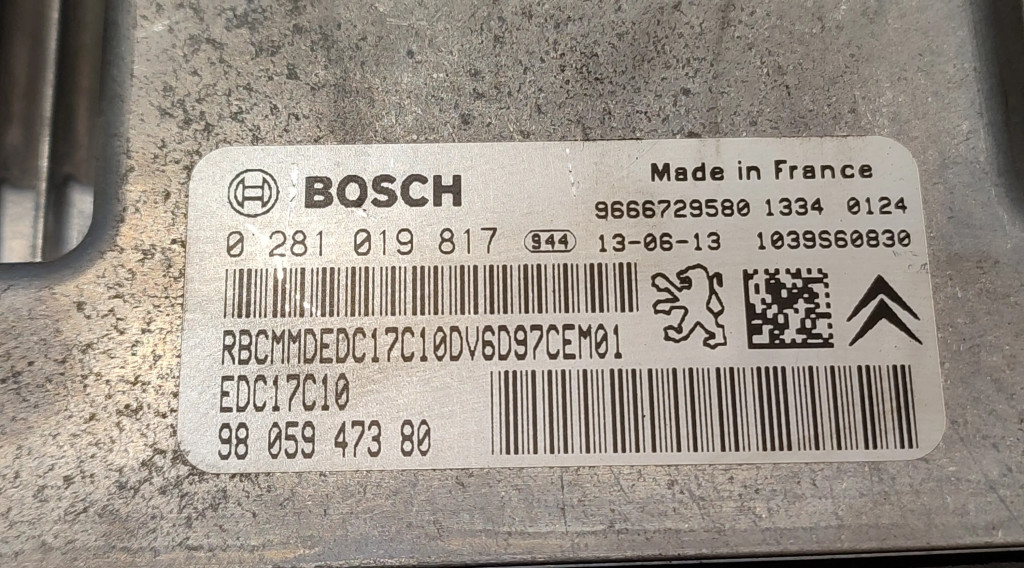 BOSCH
Made in France
9666729580 1334 0124
0 281 019 817 944 13-06-13 1039S60830
RBCMMDEDC17C10DV6D97CEM01
EDC17C10
98 059 473 80